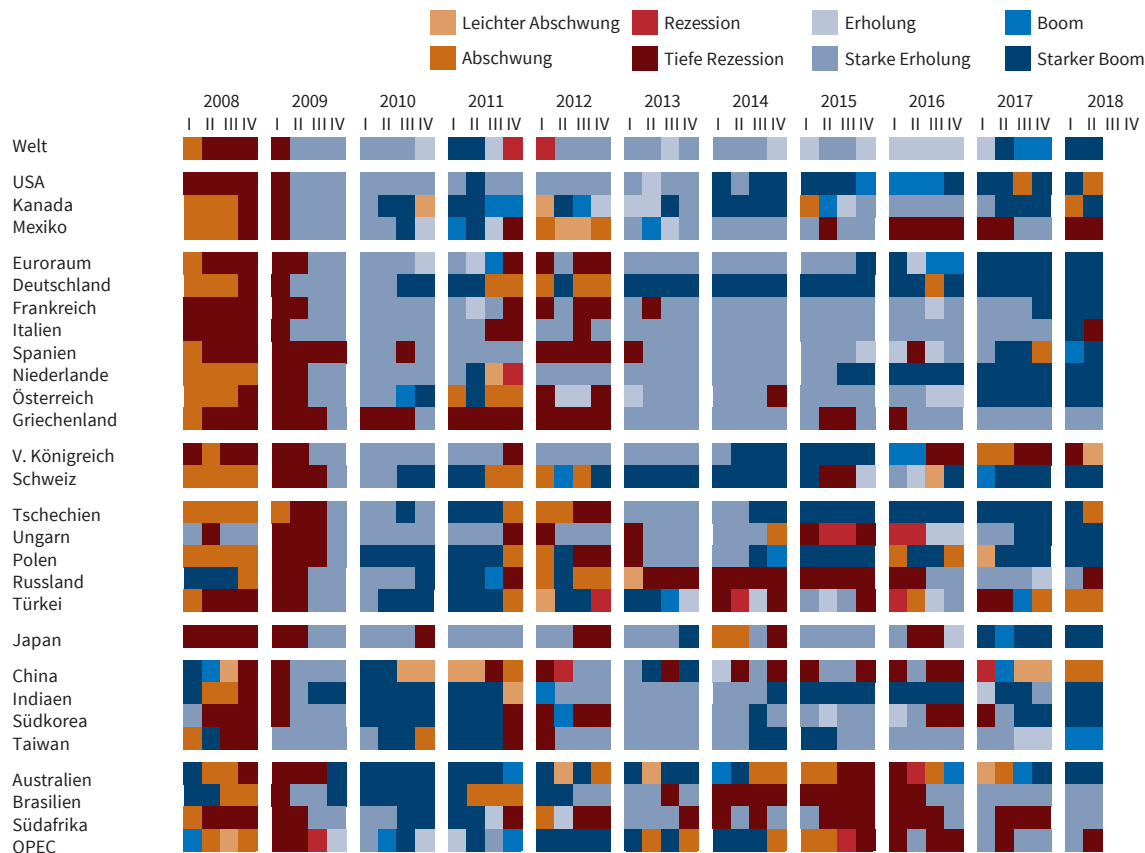 Leichter Abschwung Rezession Erholung Boom
Abschwung Tiefe Rezession Starke Erholung Starker Boom
2008 2009 2010 2011 2012 2013 2014 2015 2016 2017 2018
I II III IV I II III IV I II III IV I II III IV I II III IV I II III IV I II III IV I II III IV I II III IV I II III IV I II III IV
Welt
USA
Kanada
Mexiko
Euroraum
Deutschland
Frankreich
Italien
Spanien
Niederlande
Österreich
Griechenland
V. Königreich
Schweiz
Tschechien
Ungarn
Polen
Russland
Türkei
Japan
China
Indiaen
Südkorea
Taiwan
Australien
Brasilien
Südafrika
OPEC